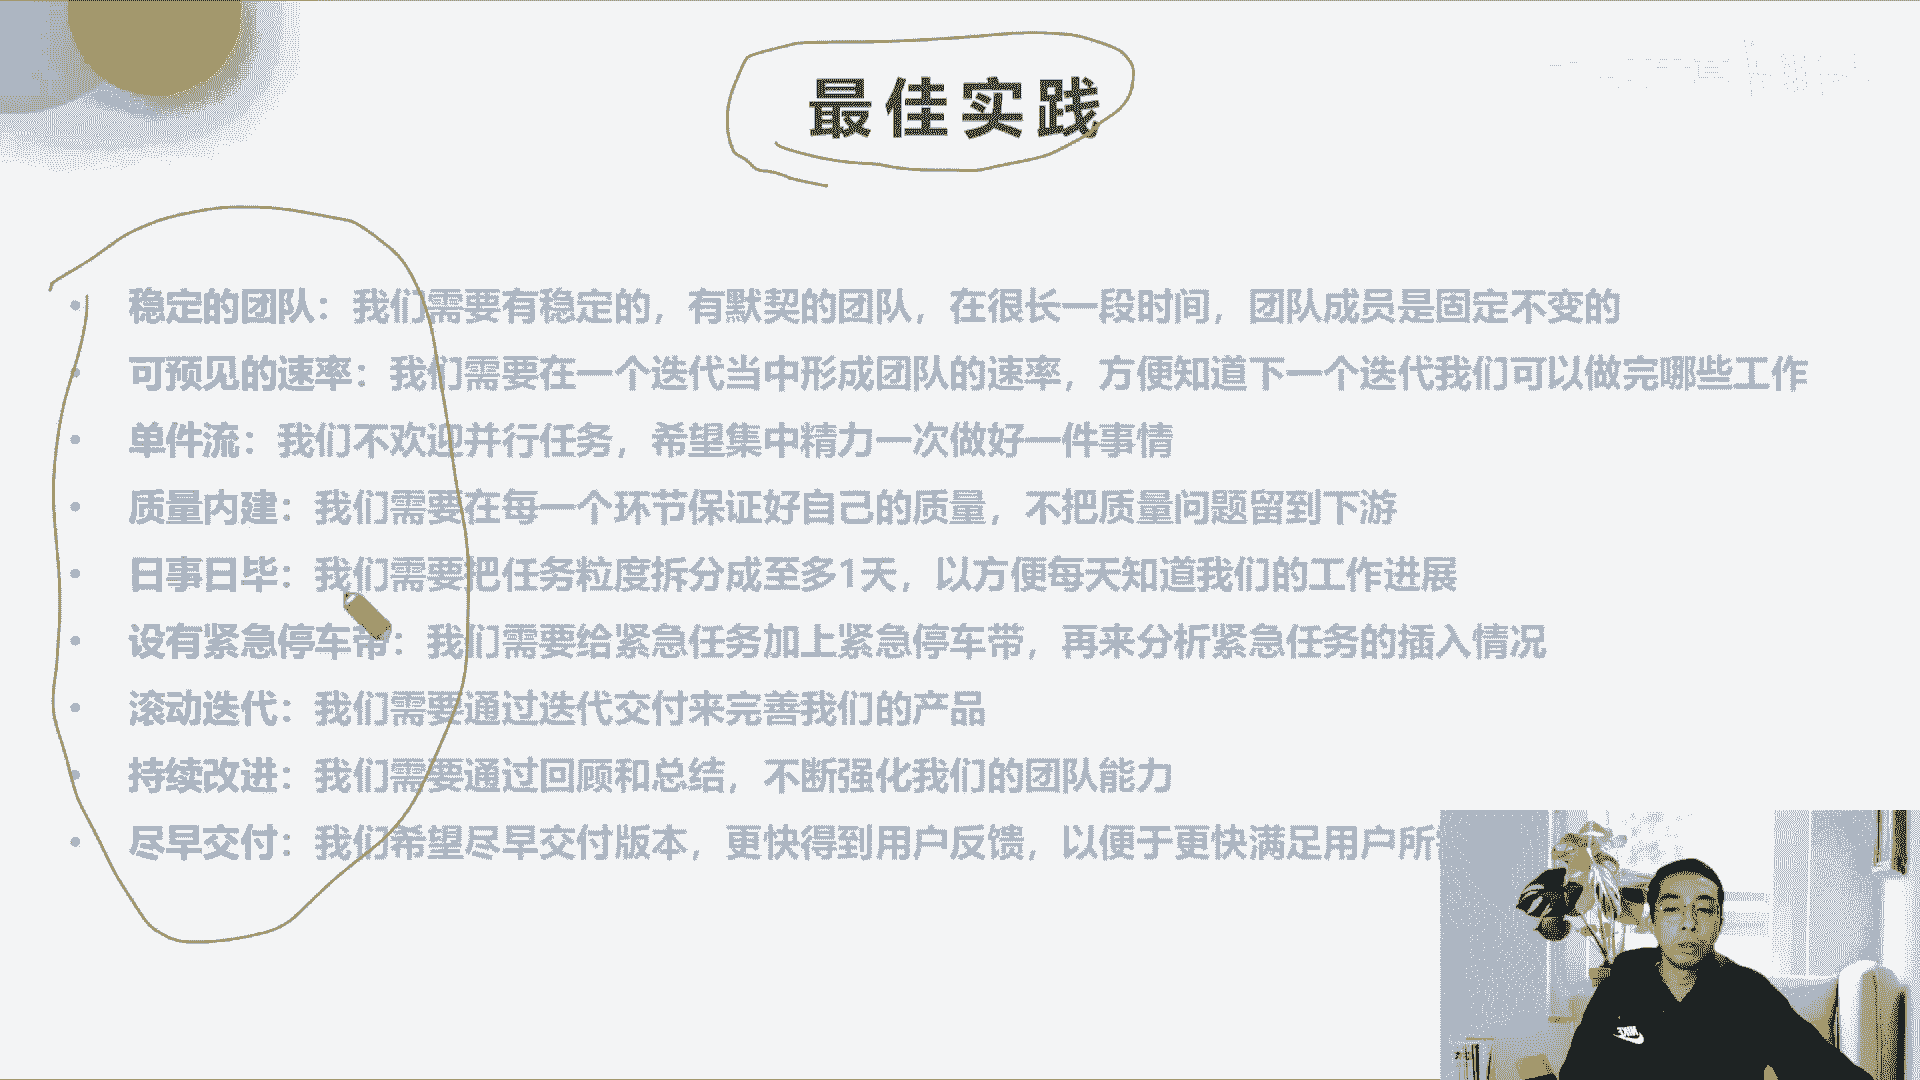 最佳实践
稳定的团队：我们需要有稳定的，有默契的团队，在很长一段时间，团队成员是固定不变的
可预见的速率：我们需要在一个迭代当中形成团队的速率，方便知道下一个迭代我们可以做完哪些工作
单件流：我们不欢迎并行任务，希望集中精力一次做好一件事情
质量内建：我们需要在每一个环节保证好自己的质量，不把质量问题留到下游
日事日毕：我们需要把任务粒度拆分成至多1天，以方便每天知道我们的工作进展
设有紧急停车带：我们需要给紧急任务加上紧急停车带，再来分析紧急任务的插入情况
滚动迭代：我们需要通过迭代交付来完善我们的产品
持续改进：我们需要通过回顾和总结，不断强化我们的团队能力
尽早交付：我们希望尽早交付版本，更快得到用户反馈，以便于更快满足用户所